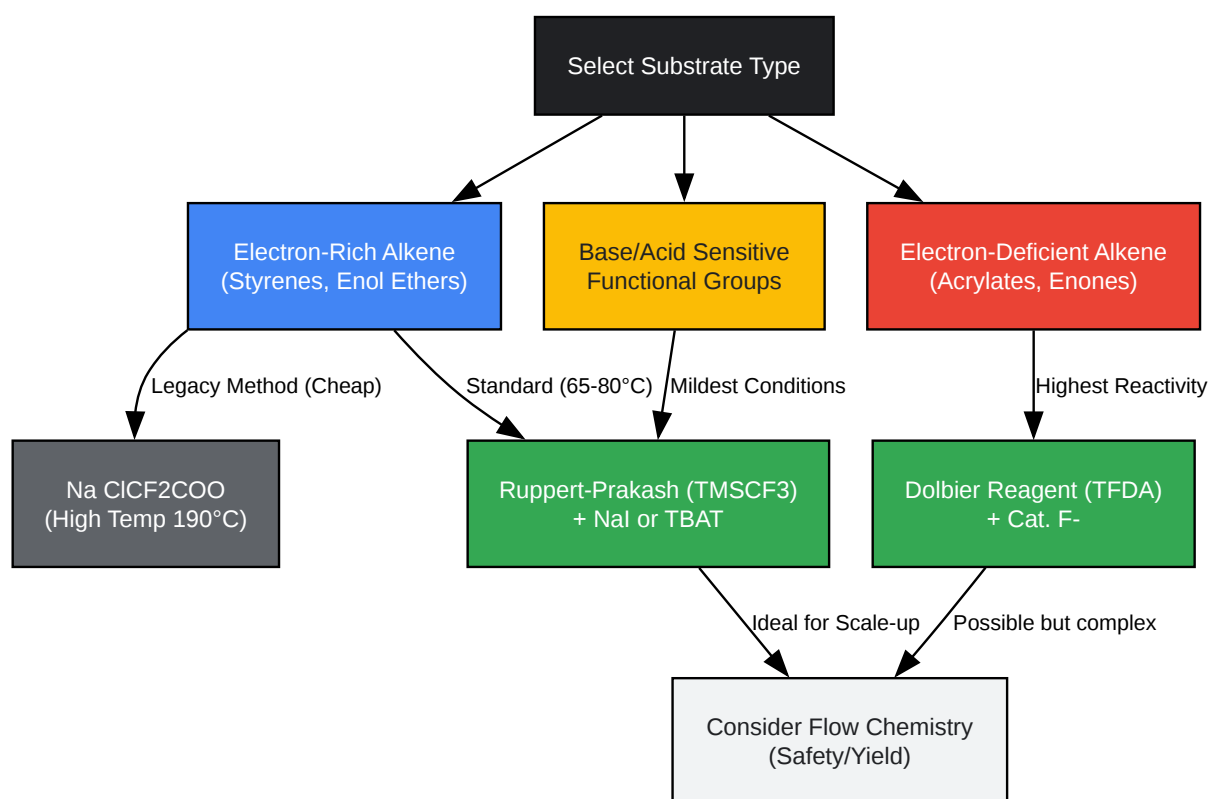 Select Substrate Type
Electron-Rich Alkene
(Styrenes, Enol Ethers)
Base/Acid Sensitive
Functional Groups
Electron-Deficient Alkene
(Acrylates, Enones)
Legacy Method (Cheap)
Standard (65-80°C)
Mildest Conditions
Highest Reactivity
Na ClCF2COO
(High Temp 190°C)
Ruppert-Prakash (TMSCF3)
+ NaI or TBAT
Dolbier Reagent (TFDA)
+ Cat. F-
Ideal for Scale-up
Possible but complex
Consider Flow Chemistry
(Safety/Yield)